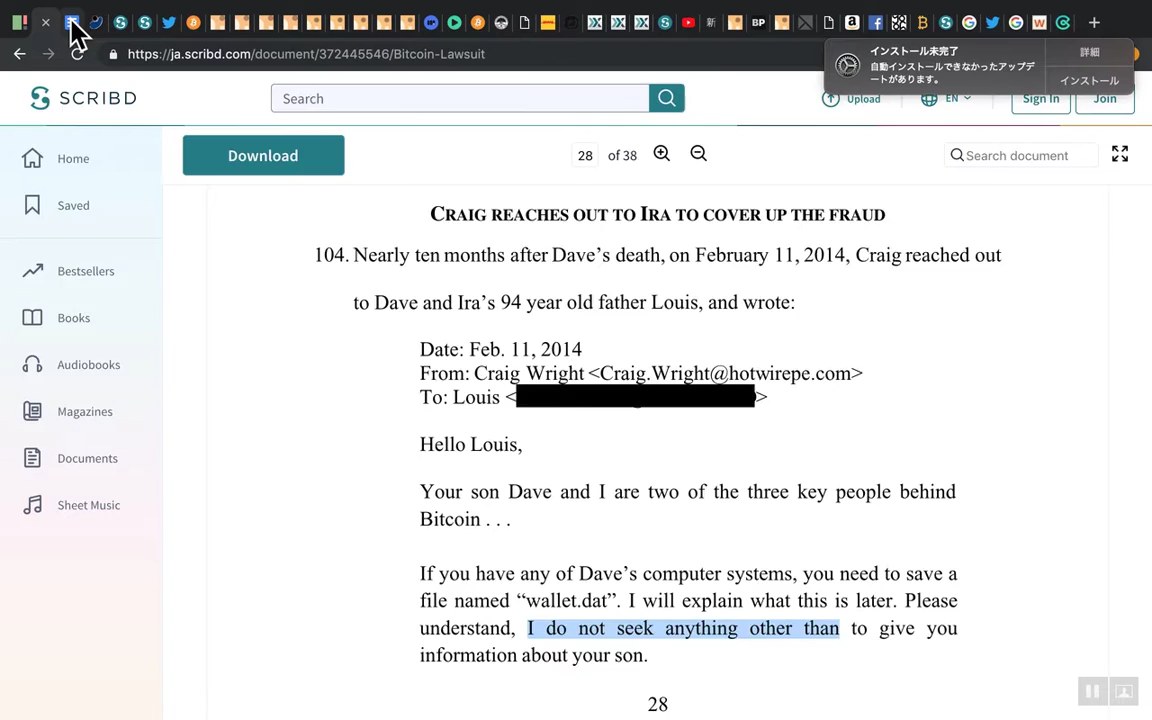 https://ja.scribd.com/document/372445546/Bitcoin-Lawsuit
インストール未完了
自動インストールできなかったアップデ
ートがあります。
詳細
インストール
SCRIBD
Search
Upload
EN
Sign In
Join
Home
Saved
Bestsellers
Books
Audiobooks
Magazines
Documents
Sheet Music
Download
28 of 38
Search document
CRAIG REACHES OUT TO IRA TO COVER UP THE FRAUD
104. Nearly ten months after Dave's death, on February 11, 2014, Craig reached out
to Dave and Ira's 94 year old father Louis, and wrote:
Date: Feb. 11, 2014
From: Craig Wright <Craig.Wright@hotwirepe.com>
To: Louis < >
Hello Louis,
Your son Dave and I are two of the three key people behind
Bitcoin . . .
If you have any of Dave's computer systems, you need to save a
file named “wallet.dat”. I will explain what this is later. Please
understand, I do not seek anything other than to give you
information about your son.
28